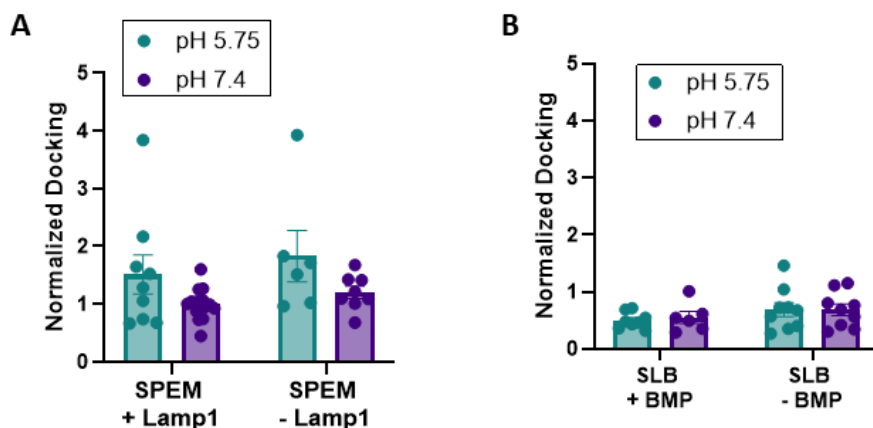 A
pH 5.75
pH 7.4
Normalized Docking
5
4
3
2
1
0
SPEM
+ Lamp1
SPEM
- Lamp1
B
pH 5.75
pH 7.4
Normalized Docking
5
4
3
2
1
0
SLB
+ BMP
SLB
- BMP